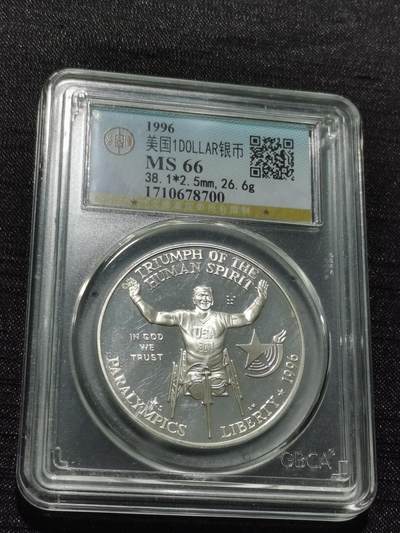 1996
美国1DOLLAR银币
MS 66
38.1*2.5mm,26.6g
1710678700
TRIUMPH OF THE
HUMAN SPIRIT
IN GOD
WE
TRUST
USA
1996
PARALYMPICS
LIBERTY
GBCA